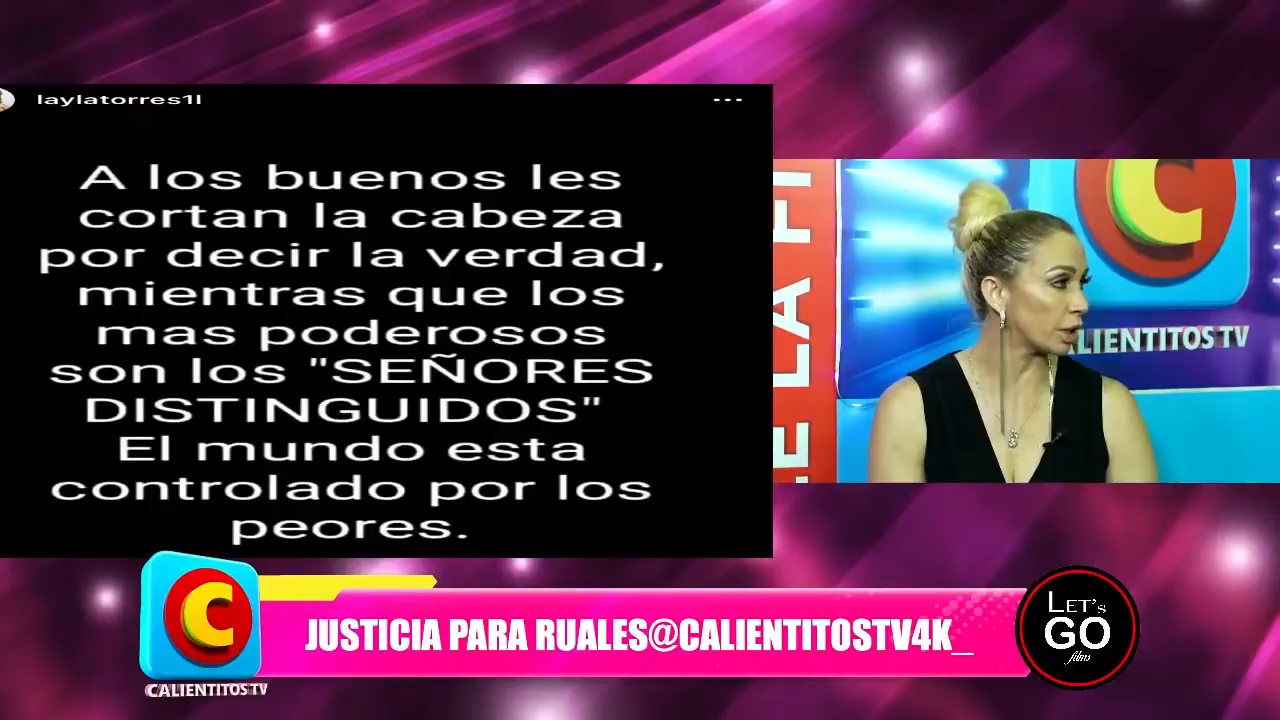 laylatorres1l
A los buenos les
cortan la cabeza
por decir la verdad,
mientras que los
mas poderosos
son los "SEÑORES
DISTINGUIDOS"
El mundo esta
controlado por los
peores.
E LA FI
C
CALIENTITOS TV
C
CALIENTITOS TV
JUSTICIA PARA RUALES@CALIENTITOSTV4K_
LET'S
GO
films